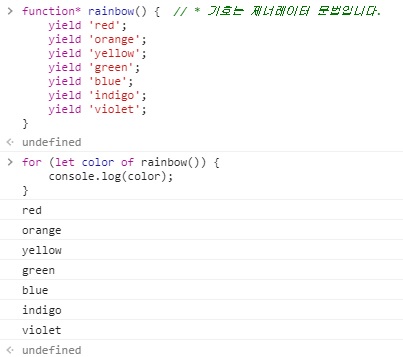 > function* rainbow() {  // * 기호는 제너레이터 문법입니다.
    yield 'red';
    yield 'orange';
    yield 'yellow';
    yield 'green';
    yield 'blue';
    yield 'indigo';
    yield 'violet';
}
<· undefined
> for (let color of rainbow()) {
    console.log(color);
}
red
orange
yellow
green
blue
indigo
violet
<· undefined